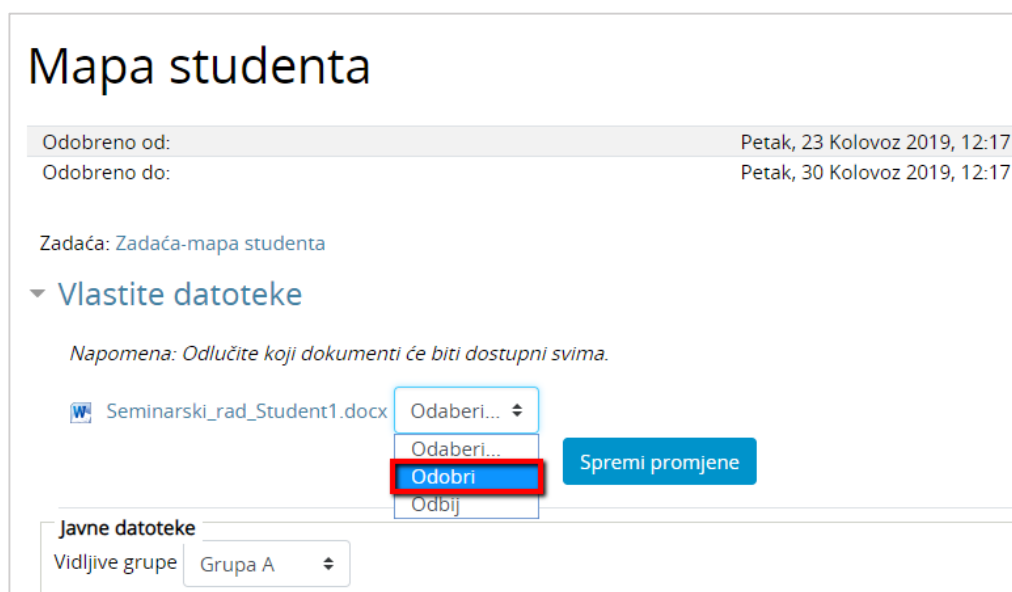 Mapa studenta
Odobreno od: Petak, 23 Kolovoz 2019, 12:17
Odobreno do: Petak, 30 Kolovoz 2019, 12:17
Zadaća: Zadaća-mapa studenta
Vlastite datoteke
Napomena: Odlučite koji dokumenti će biti dostupni svima.
Seminarski_rad_Student1.docx Odaberi...
Odaberi...
Odobri
Odbij
Spremi promjene
Javne datoteke
Vidljive grupe Grupa A